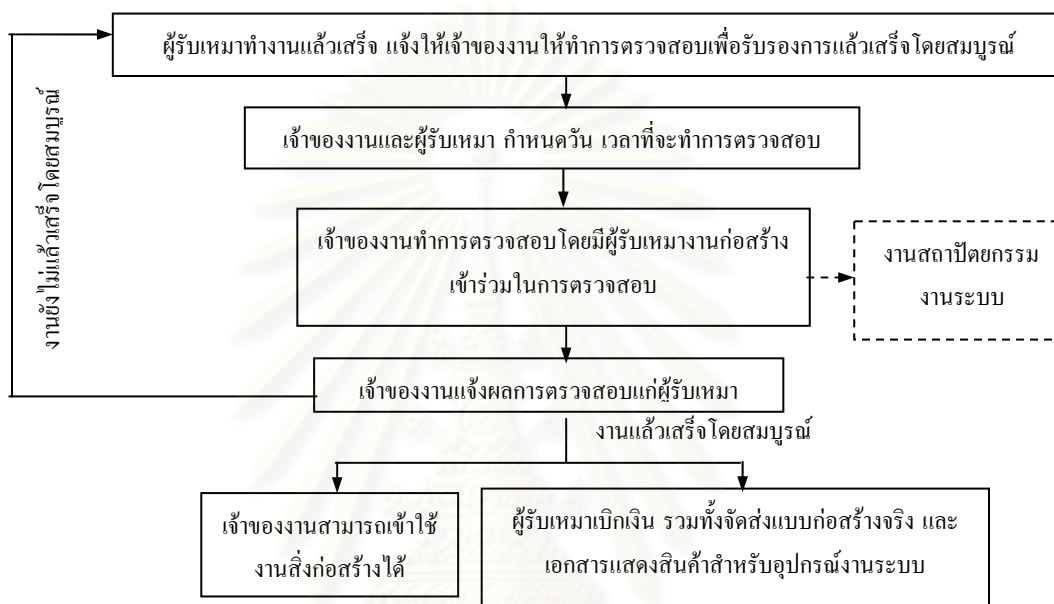 ผู้รับเหมาทำงานแล้วเสร็จ แจ้งให้เจ้าของงานให้ทำการตรวจสอบเพื่อรับรองการแล้วเสร็จโดยสมบูรณ์
งานยังไม่แล้วเสร็จโดยสมบูรณ์
เจ้าของงานและผู้รับเหมา กำหนดวัน เวลาที่จะทำการตรวจสอบ
เจ้าของงานทำการตรวจสอบโดยมีผู้รับเหมางานก่อสร้าง
เข้าร่วมในการตรวจสอบ
งานสถาปัตยกรรม
งานระบบ
เจ้าของงานแจ้งผลการตรวจสอบแก่ผู้รับเหมา
งานแล้วเสร็จโดยสมบูรณ์
เจ้าของงานสามารถเข้าใช้
งานสิ่งก่อสร้างได้
ผู้รับเหมาเบิกเงิน รวมทั้งจัดส่งแบบก่อสร้างจริง และ
เอกสารแสดงสินค้าสำหรับอุปกรณ์งานระบบ